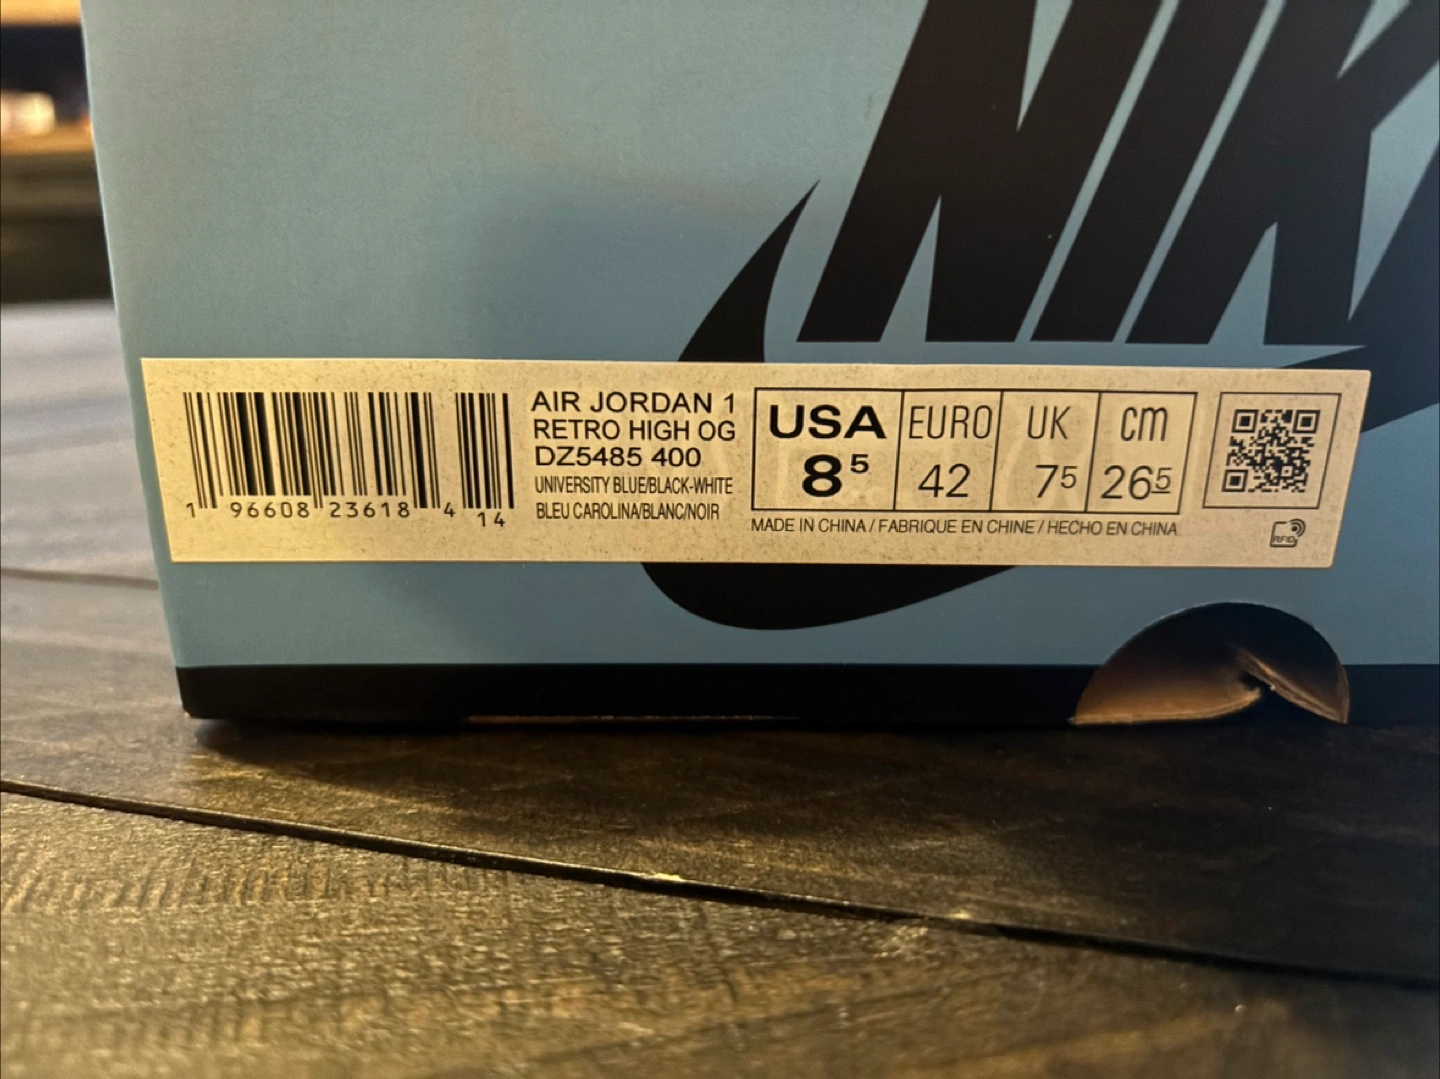 NIK
AIR JORDAN 1
RETRO HIGH OG
DZ5485 400
UNIVERSITY BLUE/BLACK-WHITE
BLEU CAROLINA/BLANC/NOIR
1 96608 23618 4 14
USA EURO UK cm
8⁵ 42 7⁵ 26⁵
MADE IN CHINA / FABRIQUE EN CHINE / HECHO EN CHINA
RFID